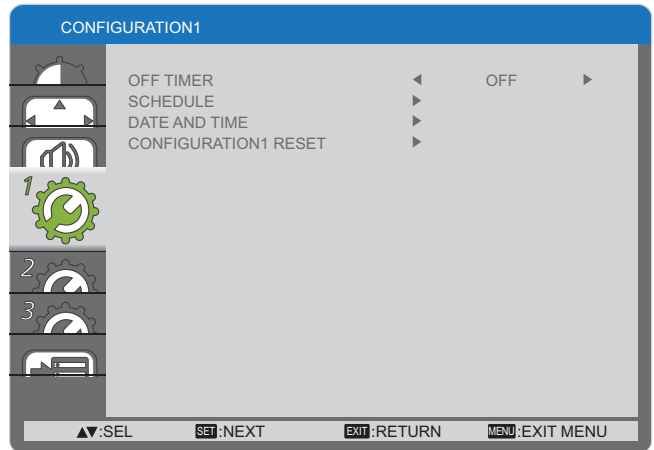 CONFIGURATION1
OFF TIMER ◀ OFF ▶
SCHEDULE ▶
DATE AND TIME ▶
CONFIGURATION1 RESET ▶
1
2
3
▲▼:SEL SET:NEXT EXIT:RETURN MENU:EXIT MENU